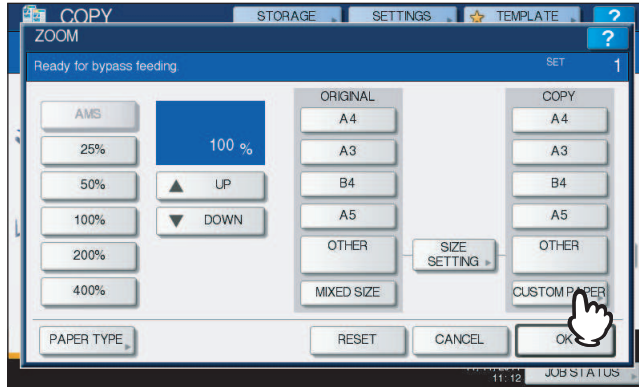 COPY STORAGE SETTINGS TEMPLATE ?
ZOOM ?
Ready for bypass feeding. SET 1
ORIGINAL COPY
AMS A4 A4
25% 100 % A3 A3
50% UP B4 B4
100% DOWN A5 A5
200% OTHER SIZE SETTING OTHER
400% MIXED SIZE CUSTOM PAPER
PAPER TYPE RESET CANCEL OK
11:12 JOB STATUS